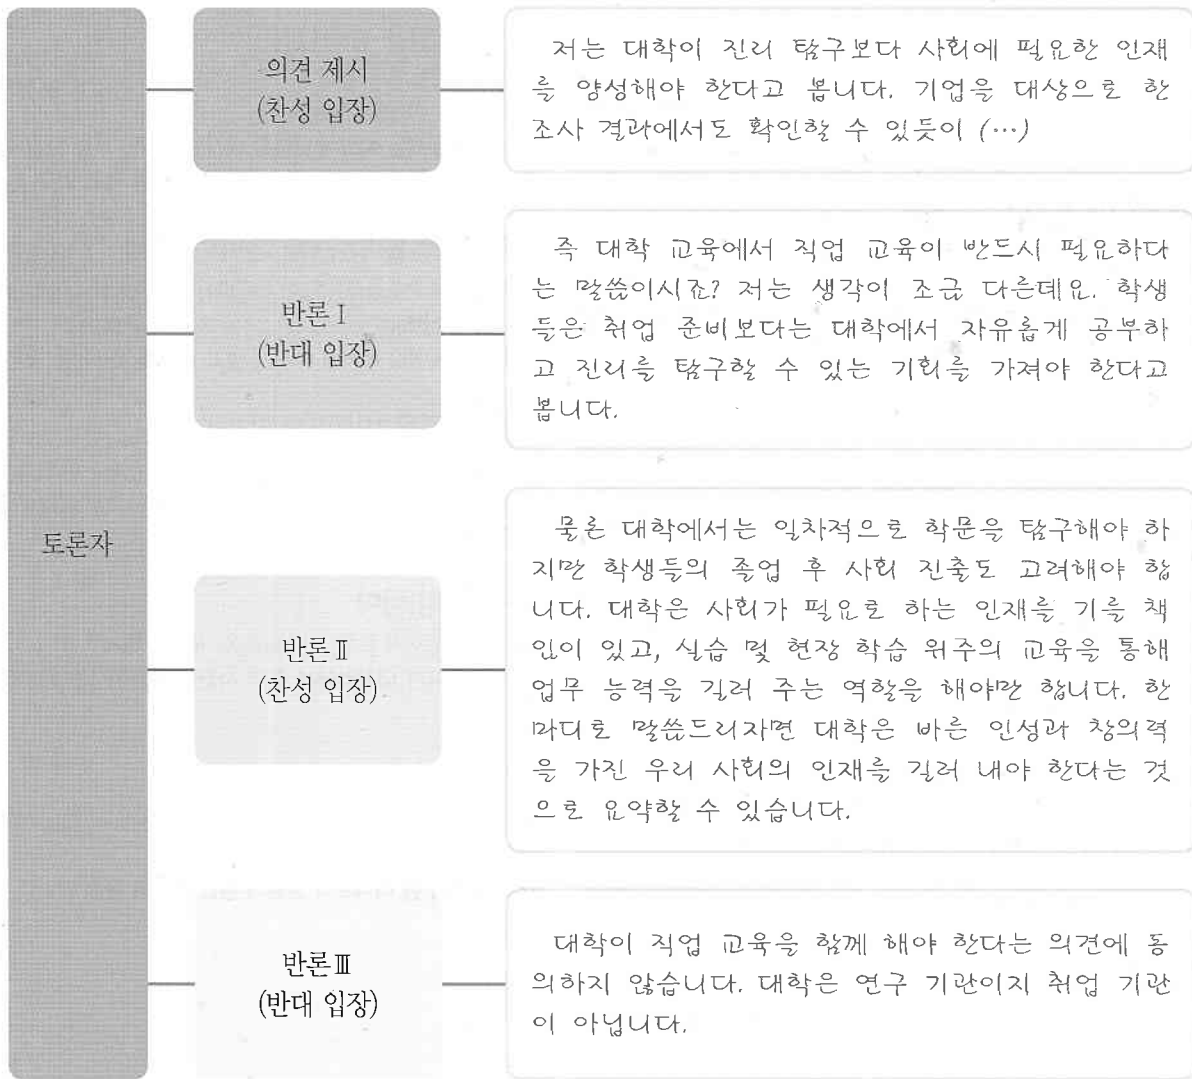 토론자
의견 제시
(찬성 입장)
저는 대학이 진리 탐구보다 사회에 필요한 인재
를 양성해야 한다고 봅니다. 기업을 대상으로 한
조사 결과에서도 확인할 수 있듯이 (…)
반론 Ⅰ
(반대 입장)
즉 대학 교육에서 직업 교육이 반드시 필요하다
는 말씀이시죠? 저는 생각이 조금 다른데요. 학생
들은 취업 준비보다는 대학에서 자유롭게 공부하
고 진리를 탐구할 수 있는 기회를 가져야 한다고
봅니다.
반론 Ⅱ
(찬성 입장)
물론 대학에서는 일차적으로 학문을 탐구해야 하
지만 학생들의 졸업 후 사회 진출도 고려해야 합
니다. 대학은 사회가 필요로 하는 인재를 기를 책
임이 있고, 실습 및 현장 학습 위주의 교육을 통해
업무 능력을 길러 주는 역할을 해야만 합니다. 한
마디로 말씀드리자면 대학은 바른 인성과 창의력
을 가진 우리 사회의 인재를 길러 내야 한다는 것
으로 요약할 수 있습니다.
반론 Ⅲ
(반대 입장)
대학이 직업 교육을 함께 해야 한다는 의견에 동
의하지 않습니다. 대학은 연구 기관이지 취업 기관
이 아닙니다.